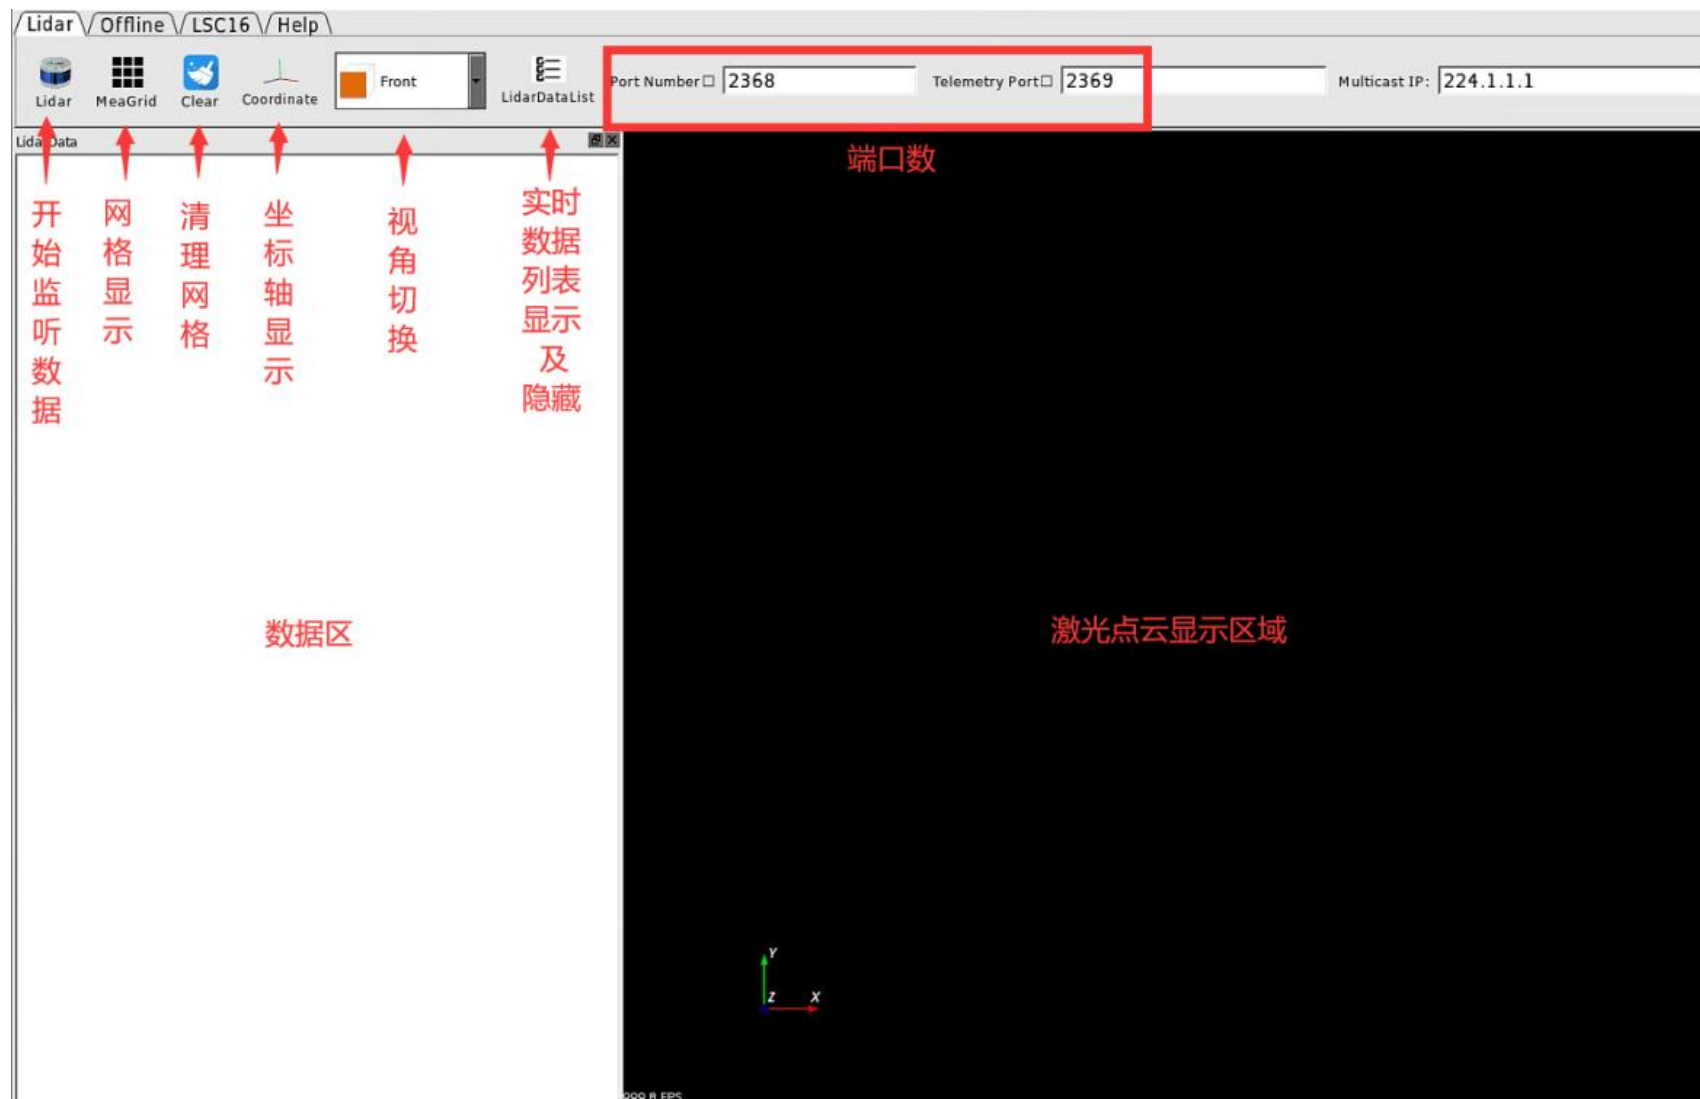 Lidar Offline LSC16 Help
Lidar MeaGrid Clear Coordinate Front LidarDataList Port Number□ 2368 Telemetry Port□ 2369 Multicast IP: 224.1.1.1
LidarData
端口数
开始监听数据
网格显示
清理网格
坐标轴显示
视角切换
实时
数据
列表
显示
及
隐藏
数据区
激光点云显示区域
Y
Z X